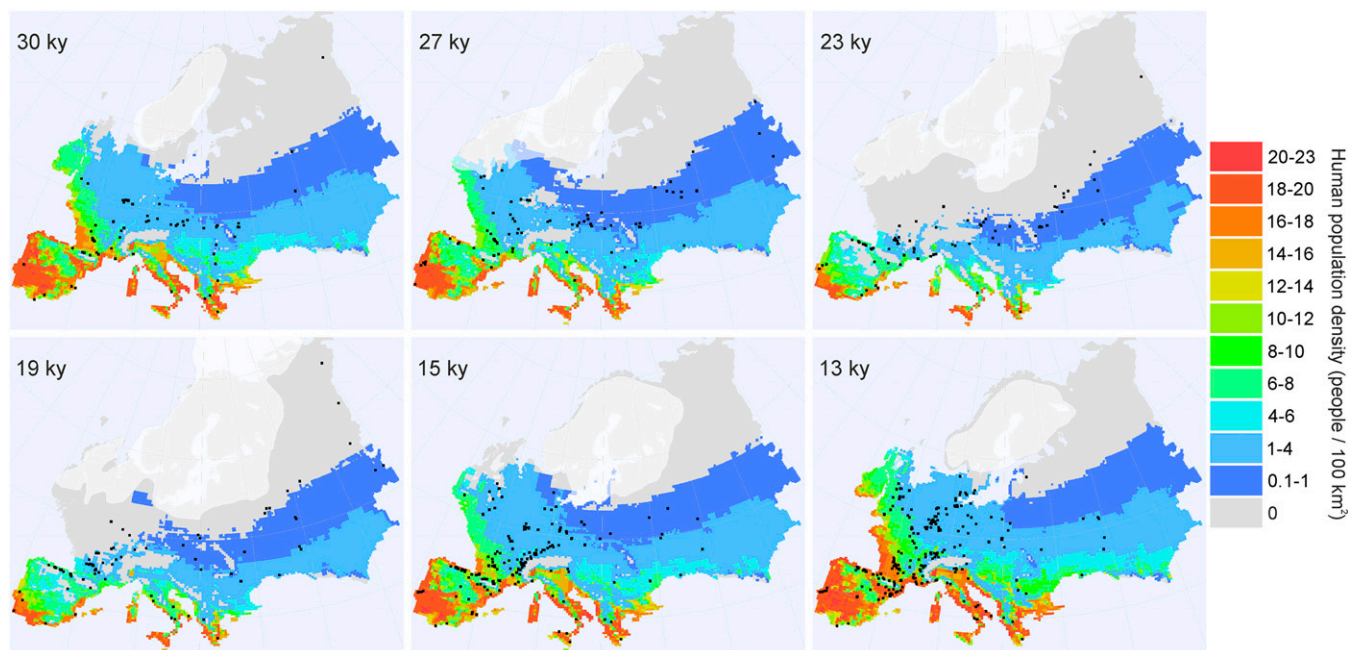 30 ky
27 ky
23 ky
19 ky
15 ky
13 ky
20-23
18-20
16-18
14-16
12-14
10-12
8-10
6-8
4-6
1-4
0.1-1
0
Human population density (people / 100 km²)